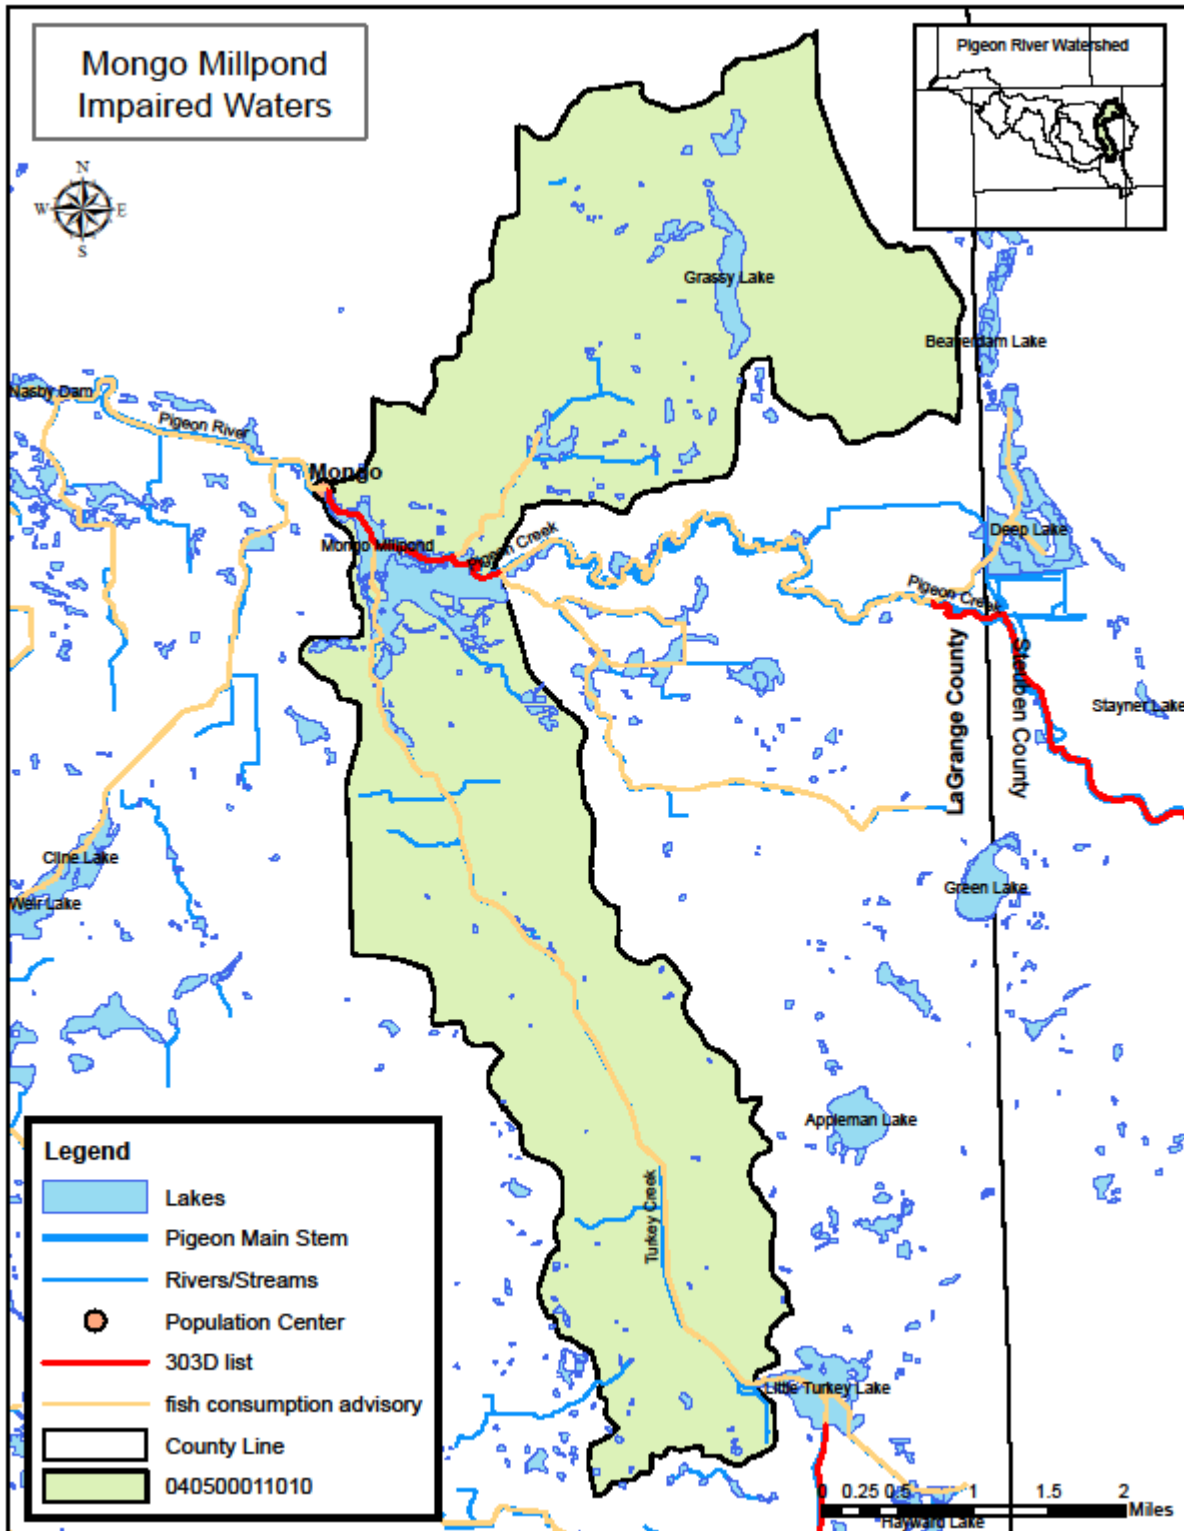 Mongo Millpond
Impaired Waters
Pigeon River Watershed
N
W
E
S
Grassy Lake
Beaverdam Lake
Nasby Dam
Pigeon River
Mongo
Mongo Millpond
Pigeon Creek
Deep Lake
Pigeon Creek
LaGrange County
Steuben County
Stayner Lake
Cline Lake
Weir Lake
Green Lake
Appleman Lake
Turkey Creek
Little Turkey Lake
Hayward Lake
Legend
Lakes
Pigeon Main Stem
Rivers/Streams
Population Center
303D list
fish consumption advisory
County Line
040500011010
0 0.25 0.5 1 1.5 2
Miles